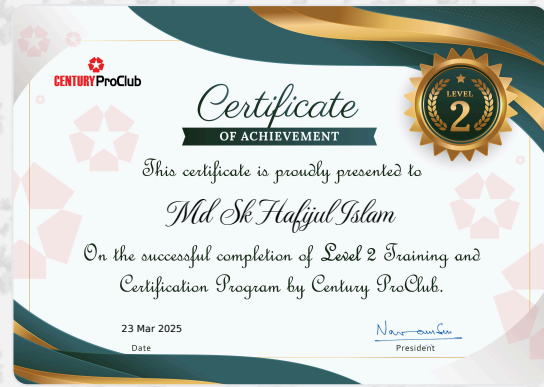 CENTURY ProClub
LEVEL
2
Certificate
OF ACHIEVEMENT
This certificate is proudly presented to
Md Sk Hafijul Islam
On the successful completion of Level 2 Training and
Certification Program by Century ProClub.
23 Mar 2025
Date
President